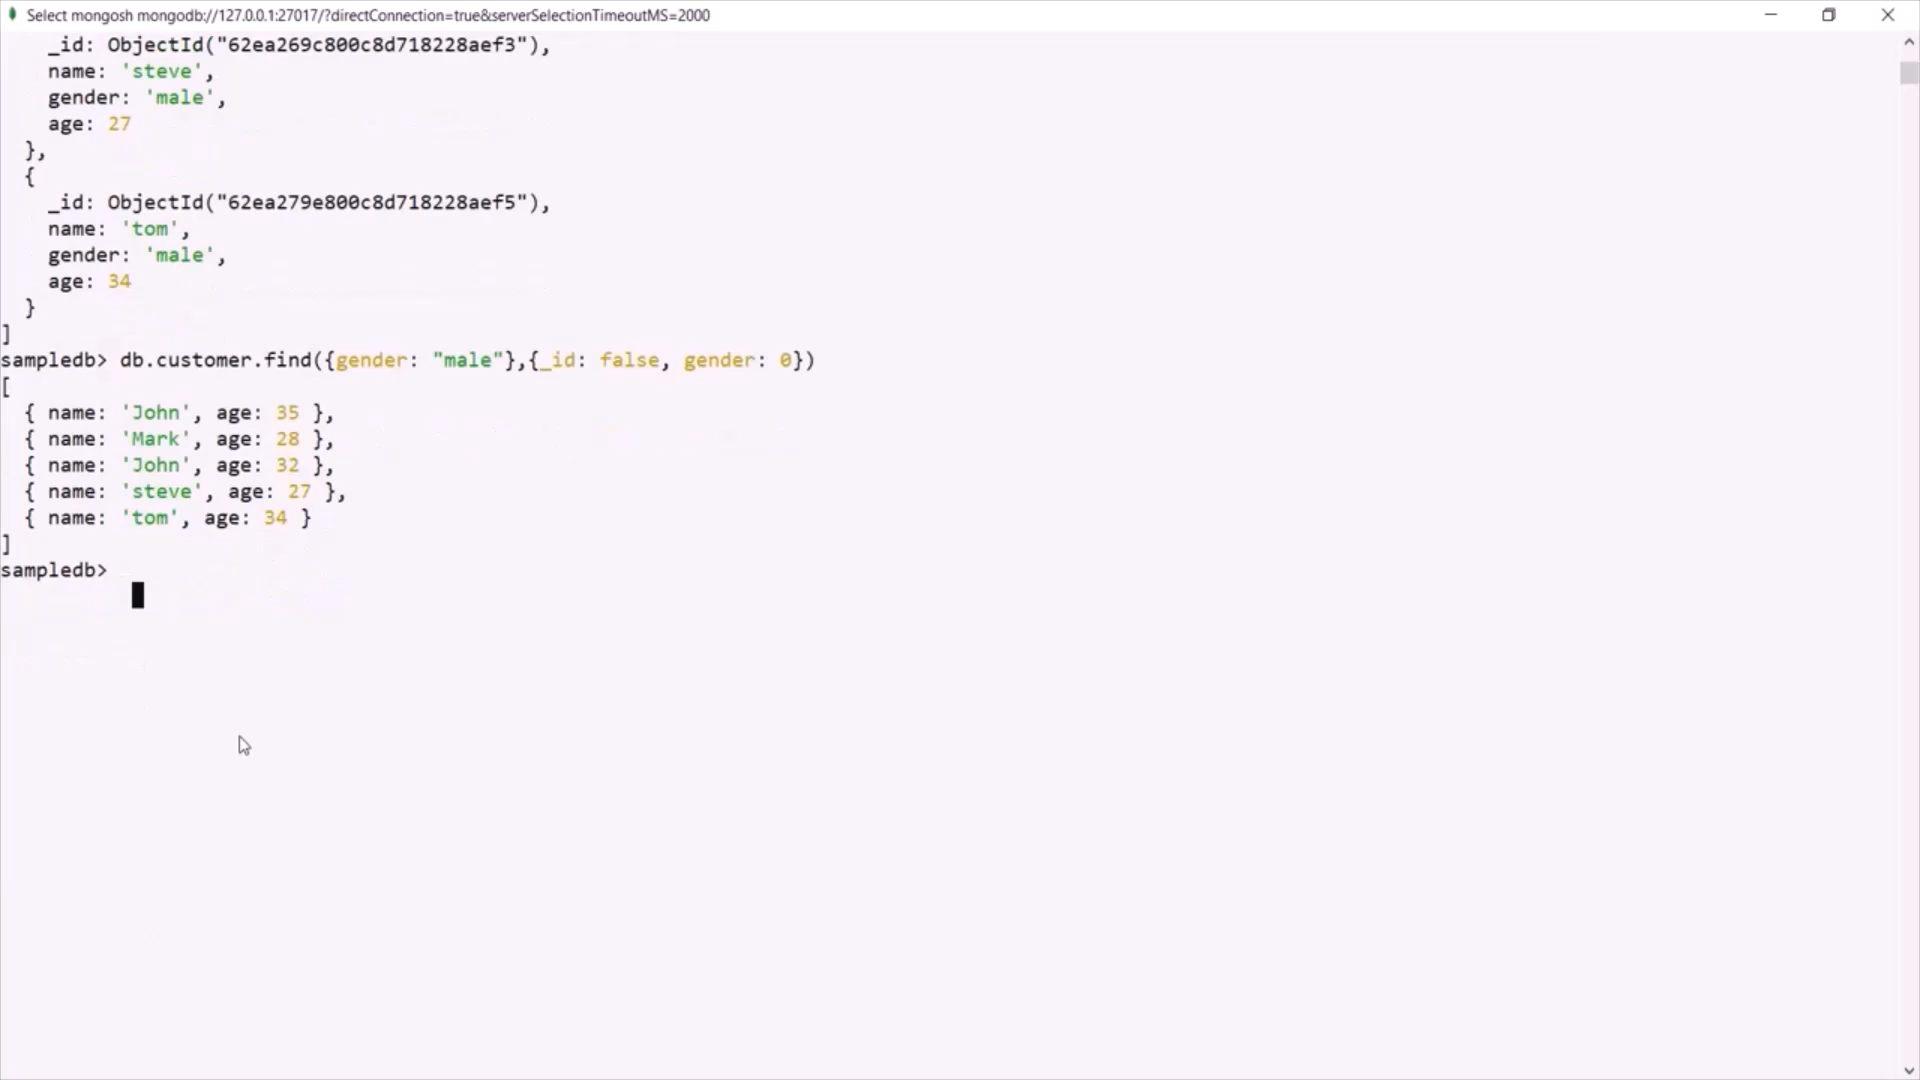 Select mongosh mongodb://127.0.0.1:27017/?directConnection=true&serverSelectionTimeoutMS=2000
_id: ObjectId("62ea269c800c8d718228aef3"),
name: 'steve',
gender: 'male',
age: 27
},
{
_id: ObjectId("62ea279e800c8d718228aef5"),
name: 'tom',
gender: 'male',
age: 34
}
]
sampledb> db.customer.find({gender: "male"},{_id: false, gender: 0})
[
{ name: 'John', age: 35 },
{ name: 'Mark', age: 28 },
{ name: 'John', age: 32 },
{ name: 'steve', age: 27 },
{ name: 'tom', age: 34 }
]
sampledb>